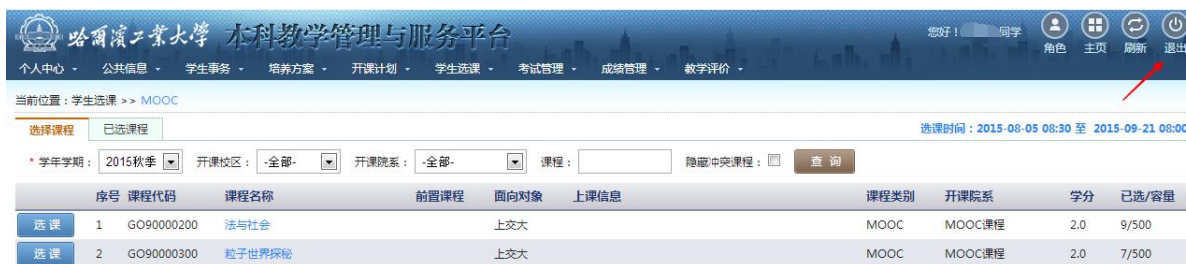 哈爾濱工業大學 本科教学管理与服务平台 您好！ 同学 角色 主页 刷新 退出
个人中心 公共信息 学生事务 培养方案 开课计划 学生选课 考试管理 成绩管理 教学评价
当前位置：学生选课 >> MOOC
选择课程 已选课程 选课时间：2015-08-05 08:30 至 2015-09-21 08:00
* 学年学期： 2015秋季 开课校区： -全部- 开课院系： -全部- 课程： 隐藏冲突课程： 查 询
序号 课程代码 课程名称 前置课程 面向对象 上课信息 课程类别 开课院系 学分 已选/容量
选 课 1 GO90000200 法与社会 上交大 MOOC MOOC课程 2.0 9/500
选 课 2 GO90000300 粒子世界探秘 上交大 MOOC MOOC课程 2.0 7/500